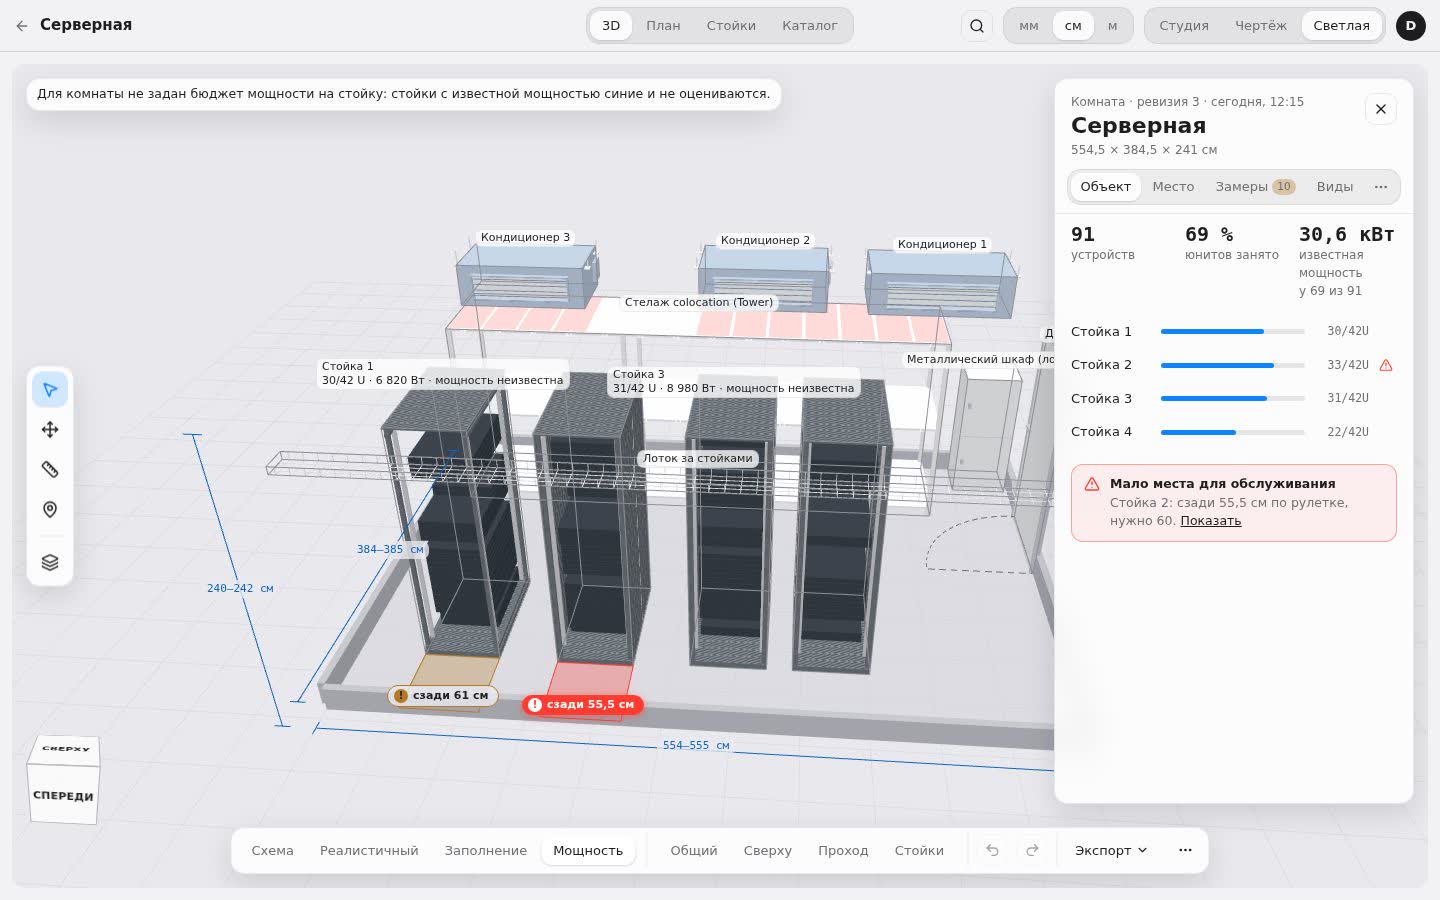 Серверная
3D План Стойки Каталог
мм см м
Студия Чертёж Светлая
D
Для комнаты не задан бюджет мощности на стойку: стойки с известной мощностью синие и не оцениваются.
Кондиционер 3
Кондиционер 2
Кондиционер 1
Стелаж colocation (Tower)
Д
Металлический шкаф (ло
Стойка 1
30/42 U · 6 820 Вт · мощность неизвестна
Стойка 3
31/42 U · 8 980 Вт · мощность неизвестна
Лоток за стойками
384–385 см
240–242 см
! сзади 61 см
! сзади 55,5 см
554–555 см
СВЕРХУ
СПЕРЕДИ
Комната · ревизия 3 · сегодня, 12:15
Серверная
554,5 × 384,5 × 241 см
Объект Место Замеры 10 Виды ···
91
устройств
69 %
юнитов занято
30,6 кВт
известная
мощность
у 69 из 91
Стойка 1 30/42U
Стойка 2 33/42U
Стойка 3 31/42U
Стойка 4 22/42U
Мало места для обслуживания
Стойка 2: сзади 55,5 см по рулетке,
нужно 60. Показать
Схема Реалистичный Заполнение Мощность Общий Сверху Проход Стойки Экспорт ···